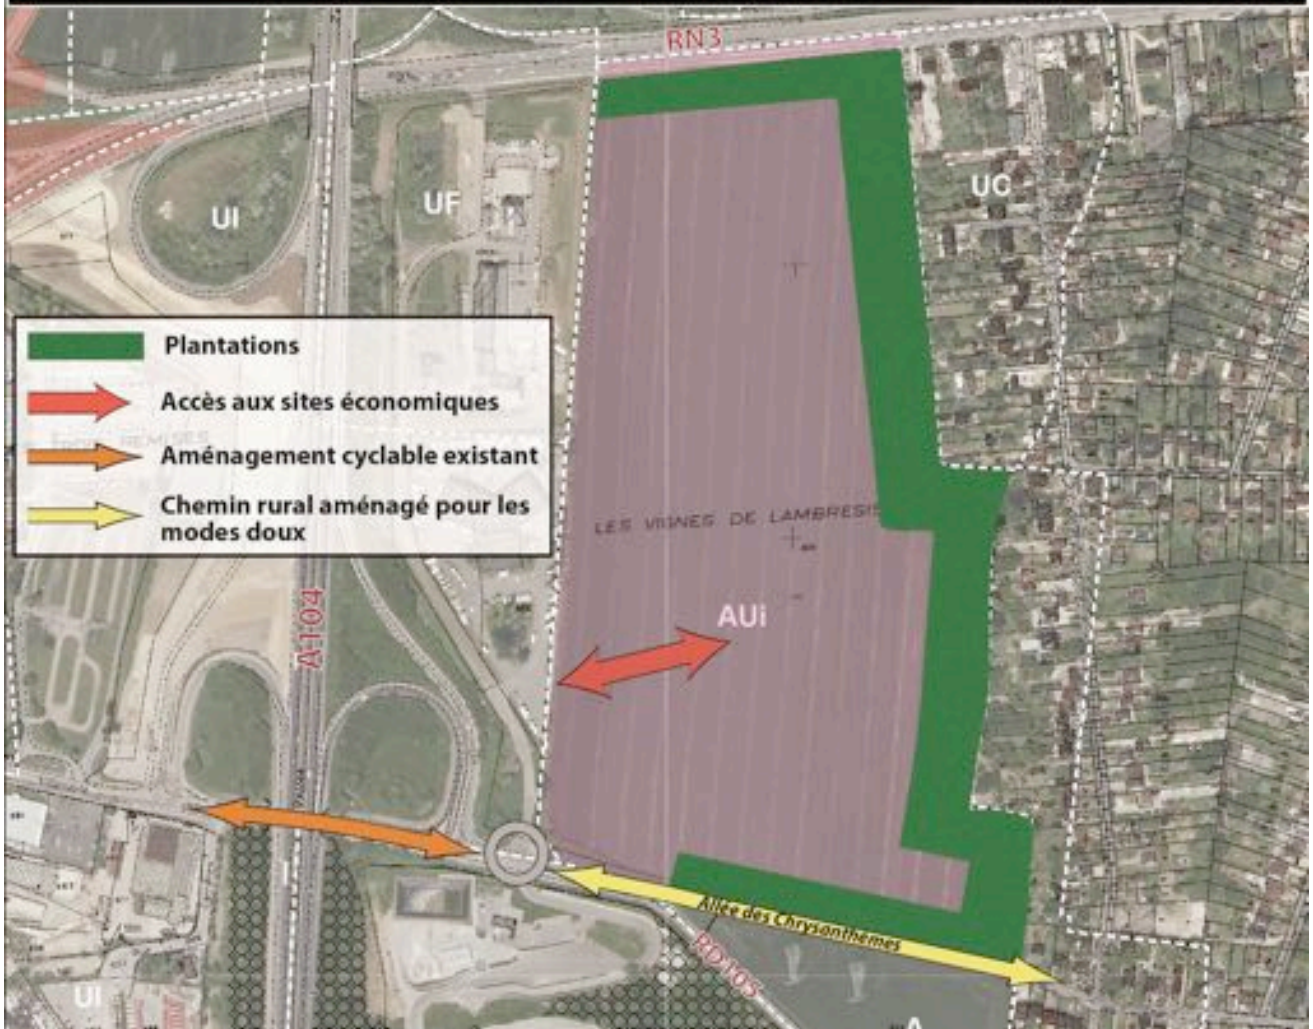 RN3
UC
UI
UF
Plantations
Accès aux sites économiques
REMISES
Aménagement cyclable existant
Chemin rural aménagé pour les
modes doux
LES VIGNES DE LAMBRESIS
AUi
A104
Allée des Chrysanthèmes
RD105
UI
A